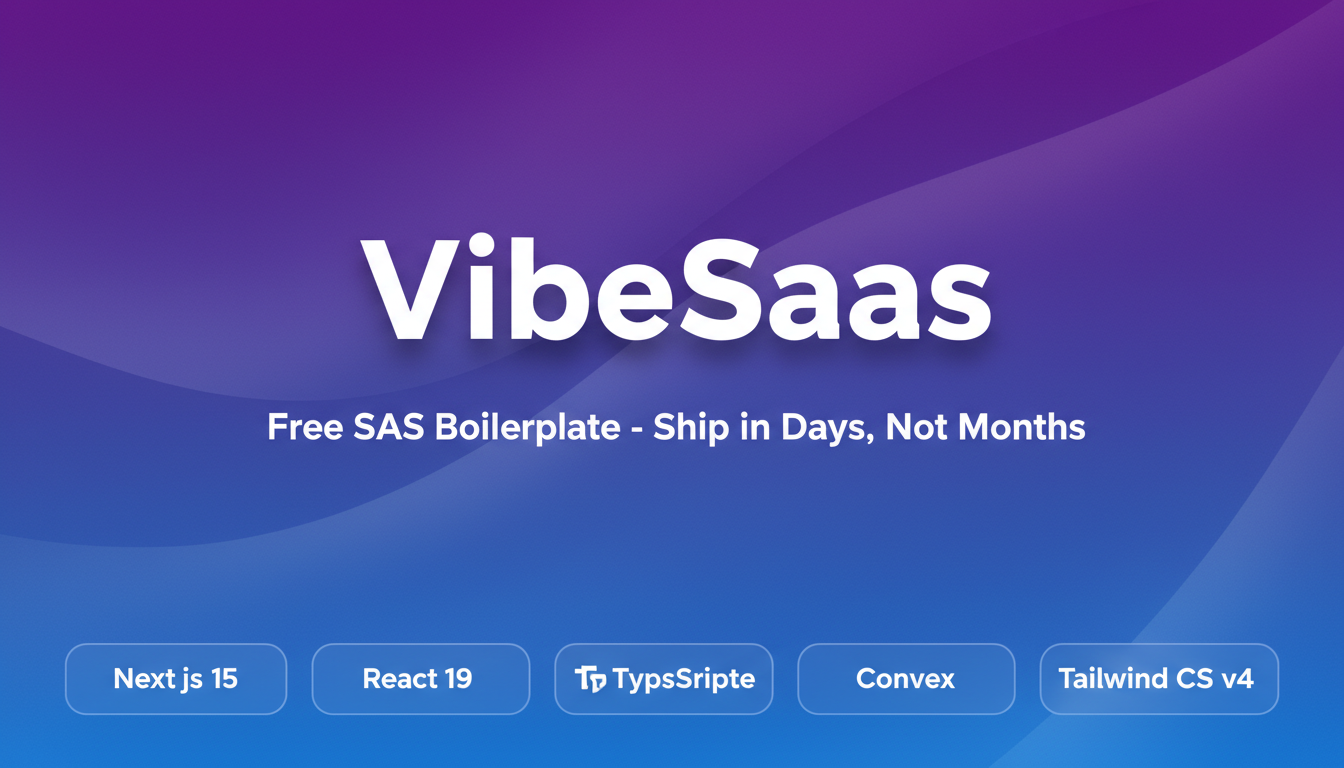 VibeSaas
Free SAS Boilerplate - Ship in Days, Not Months
Next js 15
React 19
TypsSripte
Convex
Tailwind CS v4